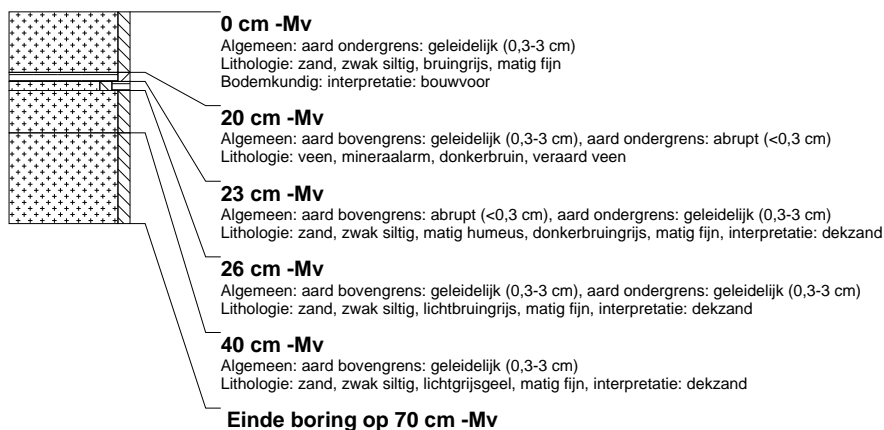 0 cm -Mv
Algemeen: aard ondergrens: geleidelijk (0,3-3 cm)
Lithologie: zand, zwak siltig, bruingrijs, matig fijn
Bodemkundig: interpretatie: bouwvoor
20 cm -Mv
Algemeen: aard bovengrens: geleidelijk (0,3-3 cm), aard ondergrens: abrupt (<0,3 cm)
Lithologie: veen, mineraalarm, donkerbruin, veraard veen
23 cm -Mv
Algemeen: aard bovengrens: abrupt (<0,3 cm), aard ondergrens: geleidelijk (0,3-3 cm)
Lithologie: zand, zwak siltig, matig humeus, donkerbruingrijs, matig fijn, interpretatie: dekzand
26 cm -Mv
Algemeen: aard bovengrens: geleidelijk (0,3-3 cm), aard ondergrens: geleidelijk (0,3-3 cm)
Lithologie: zand, zwak siltig, lichtbruingrijs, matig fijn, interpretatie: dekzand
40 cm -Mv
Algemeen: aard bovengrens: geleidelijk (0,3-3 cm)
Lithologie: zand, zwak siltig, lichtgrijsgeel, matig fijn, interpretatie: dekzand
Einde boring op 70 cm -Mv